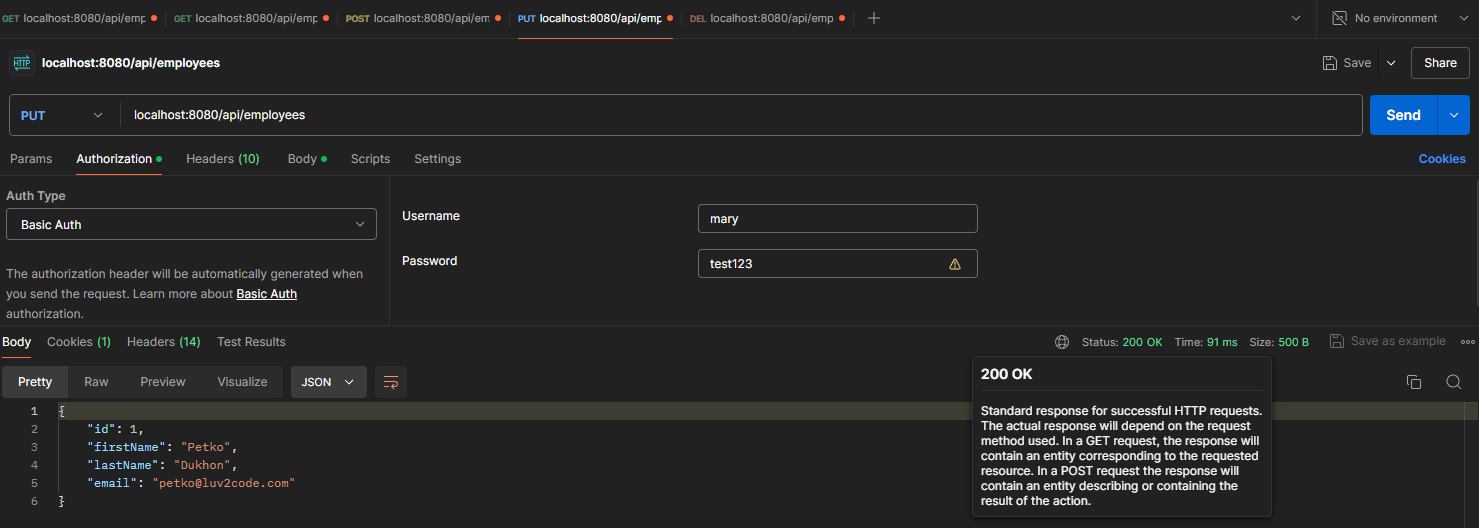 GET localhost:8080/api/emp GET localhost:8080/api/emp POST localhost:8080/api/em PUT localhost:8080/api/emp DEL localhost:8080/api/emp No environment
HTTP localhost:8080/api/employees Save Share
PUT localhost:8080/api/employees Send
Params Authorization Headers (10) Body Scripts Settings Cookies
Auth Type
Basic Auth
The authorization header will be automatically generated when
you send the request. Learn more about Basic Auth
authorization.
Username mary
Password test123
Body Cookies (1) Headers (14) Test Results Status: 200 OK Time: 91 ms Size: 500 B Save as example
Pretty Raw Preview Visualize JSON
200 OK
Standard response for successful HTTP requests.
The actual response will depend on the request
method used. In a GET request, the response will
contain an entity corresponding to the requested
resource. In a POST request the response will
contain an entity describing or containing the
result of the action.
1 {
2 "id": 1,
3 "firstName": "Petko",
4 "lastName": "Dukhon",
5 "email": "petko@luv2code.com"
6 }